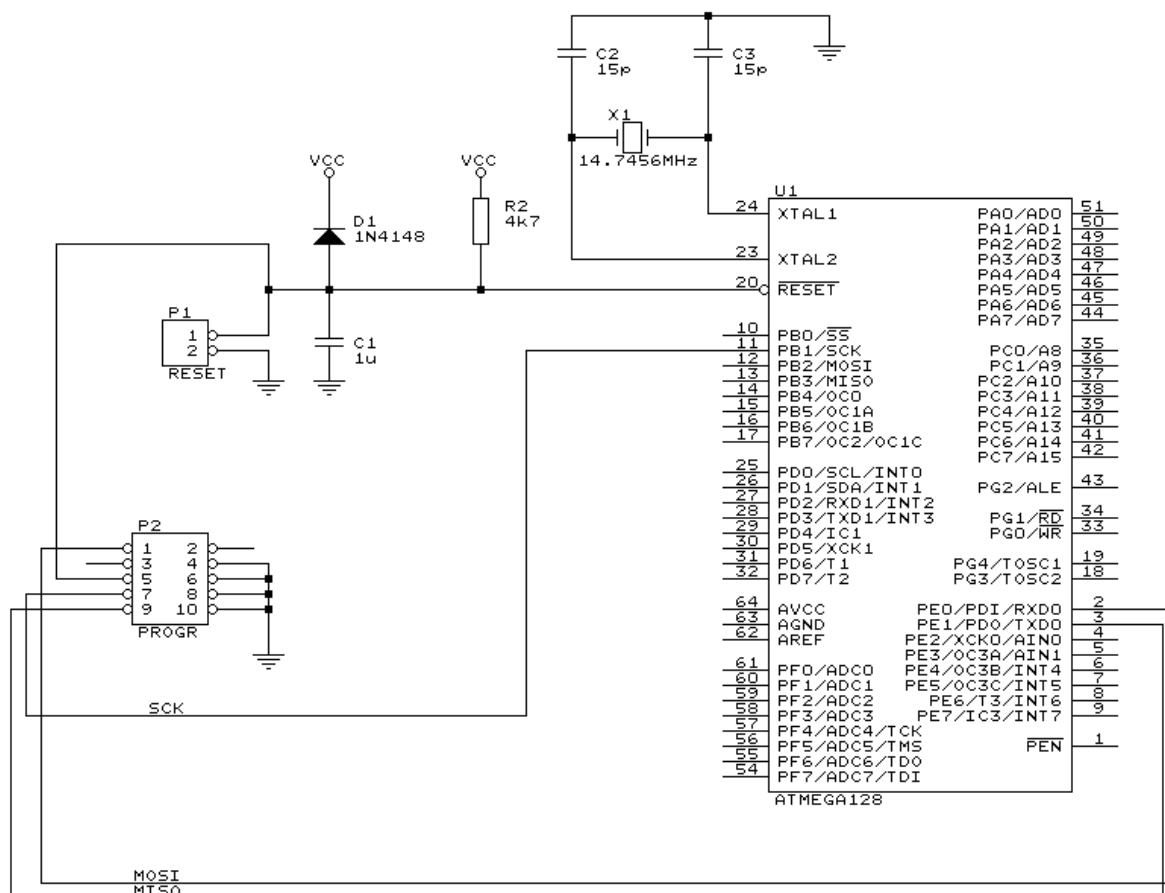 C2
15p
C3
15p
X1
14.7456MHz
VCC
VCC
D1
1N4148
R2
4k7
P1
1
2
RESET
C1
1u
U1
24 XTAL1 PA0/AD0 51
PA1/AD1 50
PA2/AD2 49
23 XTAL2 PA3/AD3 48
PA4/AD4 47
20 RESET PA5/AD5 46
PA6/AD6 45
PA7/AD7 44
10 PB0/SS
11 PB1/SCK PC0/A8 35
12 PB2/MOSI PC1/A9 36
13 PB3/MISO PC2/A10 37
14 PB4/OC0 PC3/A11 38
15 PB5/OC1A PC4/A12 39
16 PB6/OC1B PC5/A13 40
17 PB7/OC2/OC1C PC6/A14 41
PC7/A15 42
25 PD0/SCL/INT0
26 PD1/SDA/INT1 PG2/ALE 43
27 PD2/RXD1/INT2
28 PD3/TXD1/INT3 PG1/RD 34
29 PD4/IC1 PG0/WR 33
30 PD5/XCK1
31 PD6/T1 PG4/TOSC1 19
32 PD7/T2 PG3/TOSC2 18
64 AVCC PE0/PDI/RXD0 2
63 AGND PE1/PDO/TXD0 3
62 AREF PE2/XCK0/AIN0 4
PE3/OC3A/AIN1 5
61 PF0/ADC0 PE4/OC3B/INT4 6
60 PF1/ADC1 PE5/OC3C/INT5 7
59 PF2/ADC2 PE6/T3/INT6 8
58 PF3/ADC3 PE7/IC3/INT7 9
57 PF4/ADC4/TCK
56 PF5/ADC5/TMS PEN 1
55 PF6/ADC6/TDO
54 PF7/ADC7/TDI
ATMEGA128
P2
1 2
3 4
5 6
7 8
9 10
PROGR
SCK
MOSI
MISO